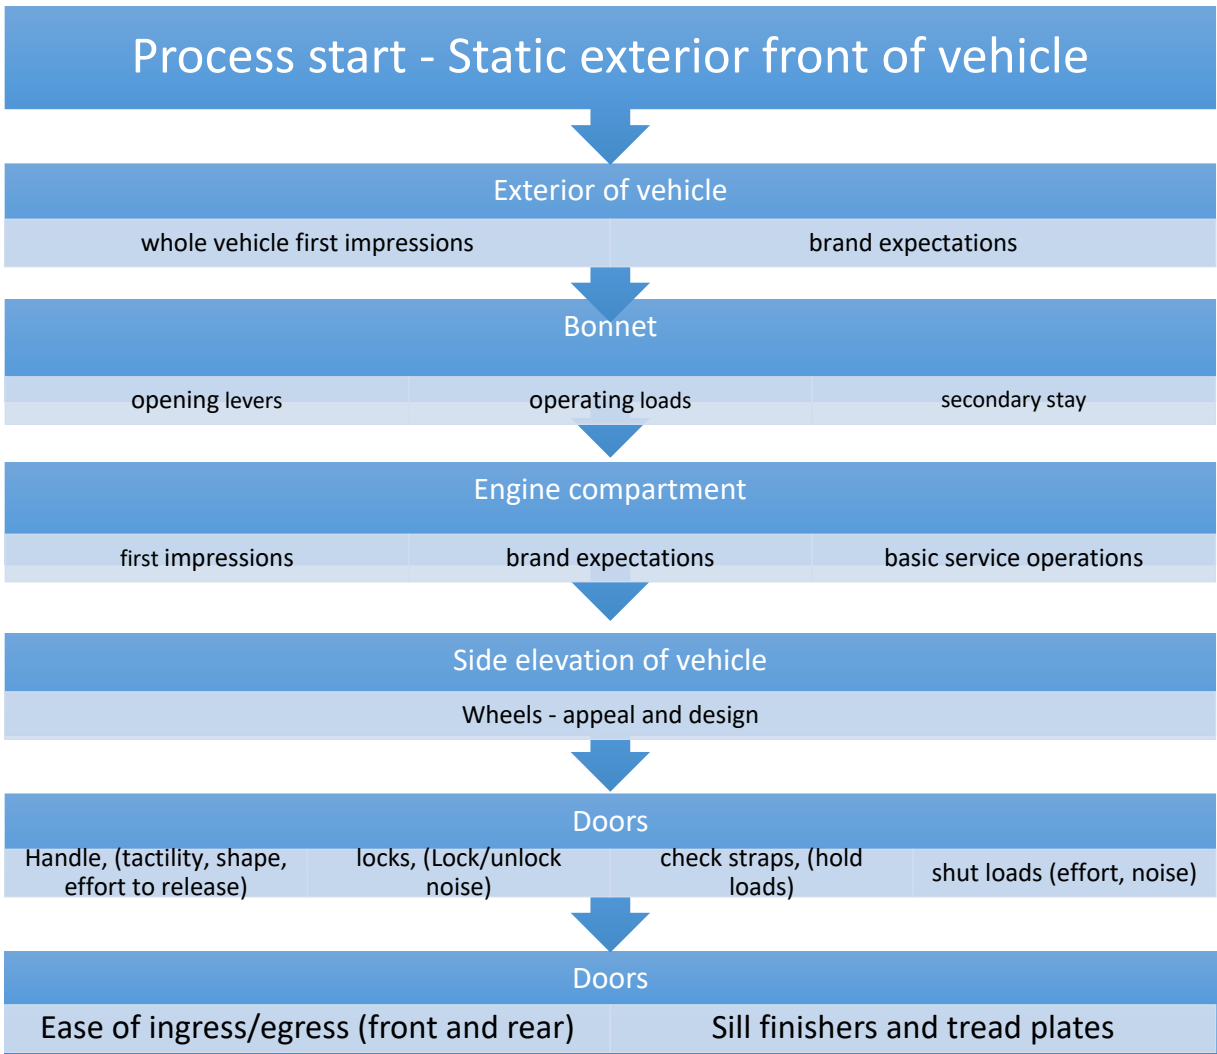 Process start - Static exterior front of vehicle
Exterior of vehicle
whole vehicle first impressions
brand expectations
Bonnet
opening levers
operating loads
secondary stay
Engine compartment
first impressions
brand expectations
basic service operations
Side elevation of vehicle
Wheels - appeal and design
Doors
Handle, (tactility, shape,
effort to release)
locks, (Lock/unlock
noise)
check straps, (hold
loads)
shut loads (effort, noise)
Doors
Ease of ingress/egress (front and rear)
Sill finishers and tread plates